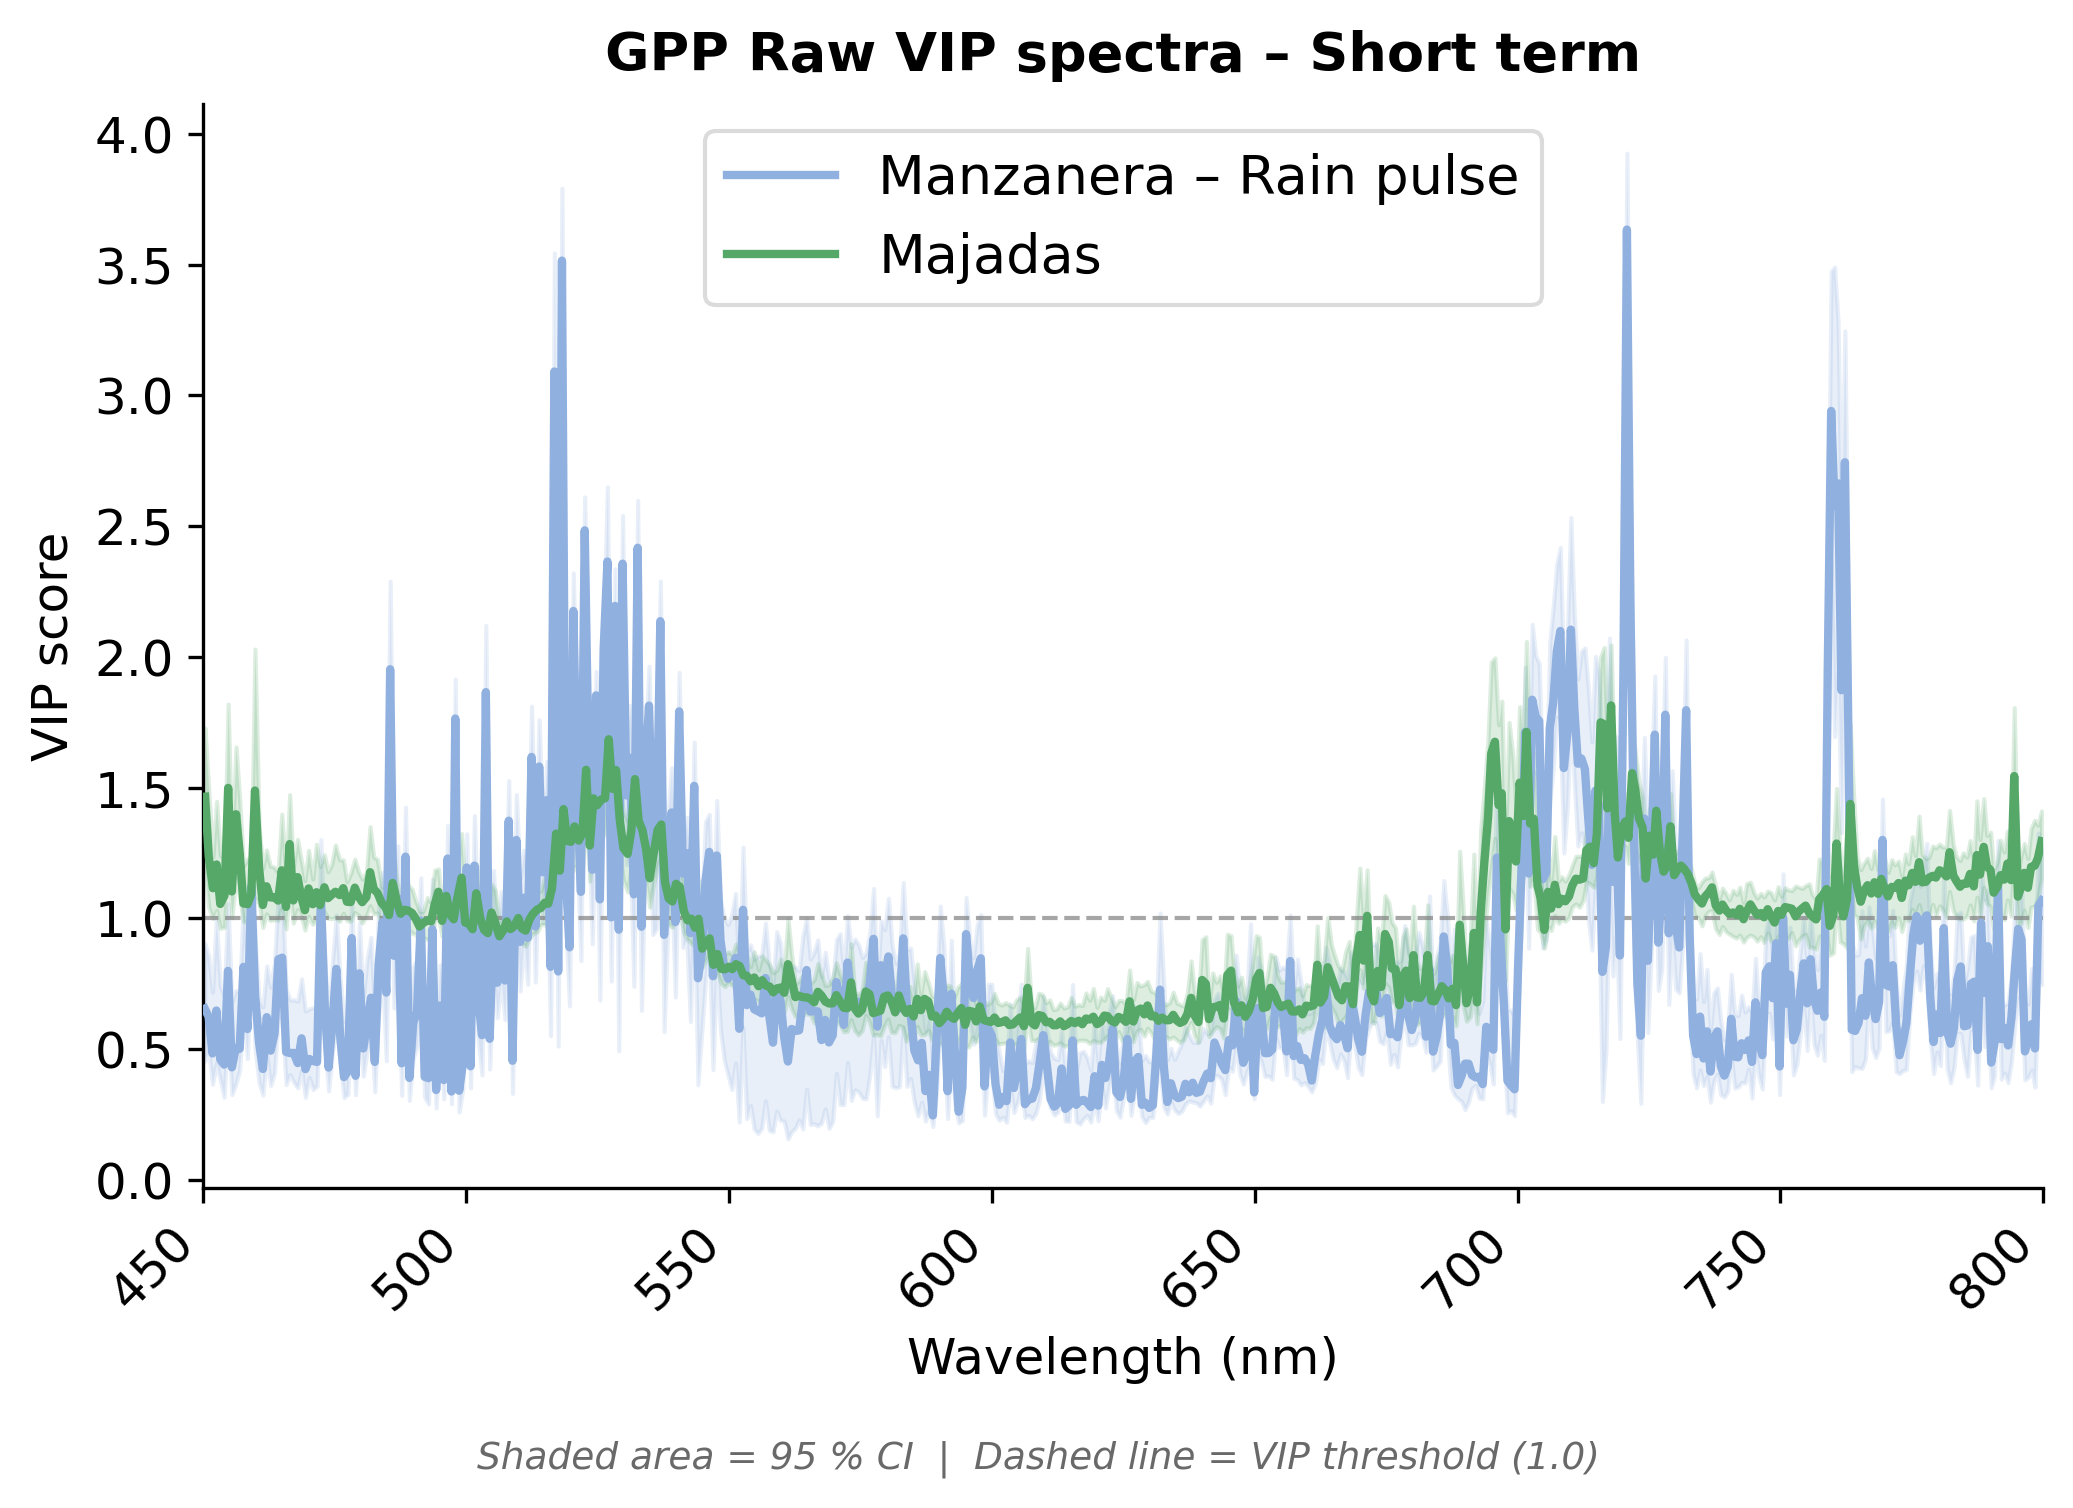 GPP Raw VIP spectra – Short term
Manzanera – Rain pulse
Majadas
VIP score
4.0
3.5
3.0
2.5
2.0
1.5
1.0
0.5
0.0
450
500
550
600
650
700
750
800
Wavelength (nm)
Shaded area = 95 % CI | Dashed line = VIP threshold (1.0)